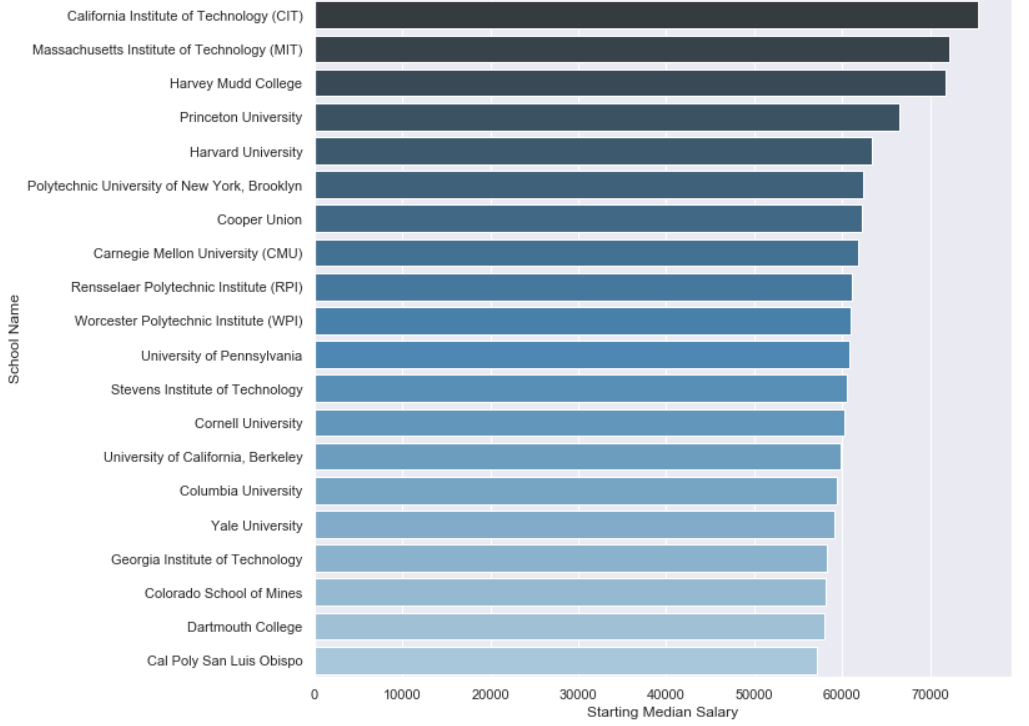 California Institute of Technology (CIT)
Massachusetts Institute of Technology (MIT)
Harvey Mudd College
Princeton University
Harvard University
Polytechnic University of New York, Brooklyn
Cooper Union
Carnegie Mellon University (CMU)
Rensselaer Polytechnic Institute (RPI)
Worcester Polytechnic Institute (WPI)
University of Pennsylvania
Stevens Institute of Technology
Cornell University
University of California, Berkeley
Columbia University
Yale University
Georgia Institute of Technology
Colorado School of Mines
Dartmouth College
Cal Poly San Luis Obispo
School Name
0 10000 20000 30000 40000 50000 60000 70000
Starting Median Salary